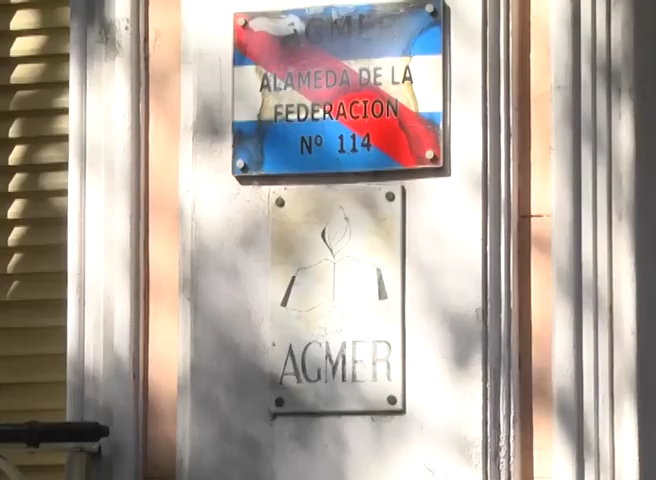 AGMER
ALAMEDA DE LA
FEDERACION
Nº 114
AGMER